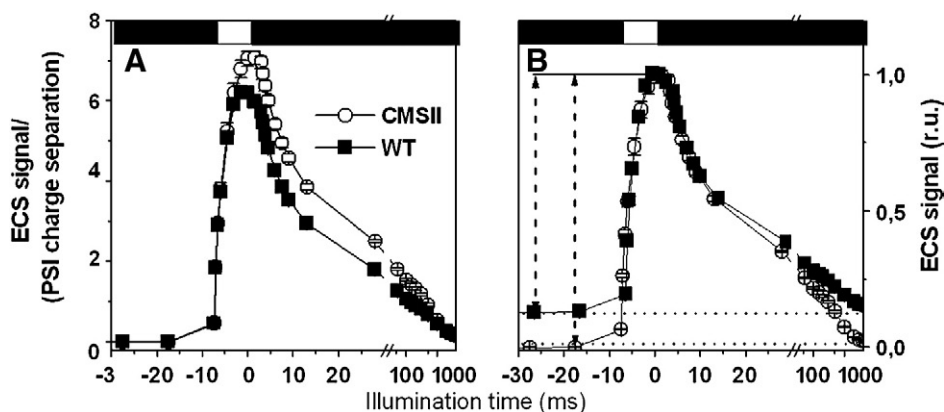 A
B
8
6
4
2
0
ECS signal/
(PSI charge separation)
CMSII
WT
1,0
0,5
0,0
ECS signal (r.u.)
-3 -20 -10 0 10 20 100 1000
-30 -20 -10 0 10 20 100 1000
Illumination time (ms)